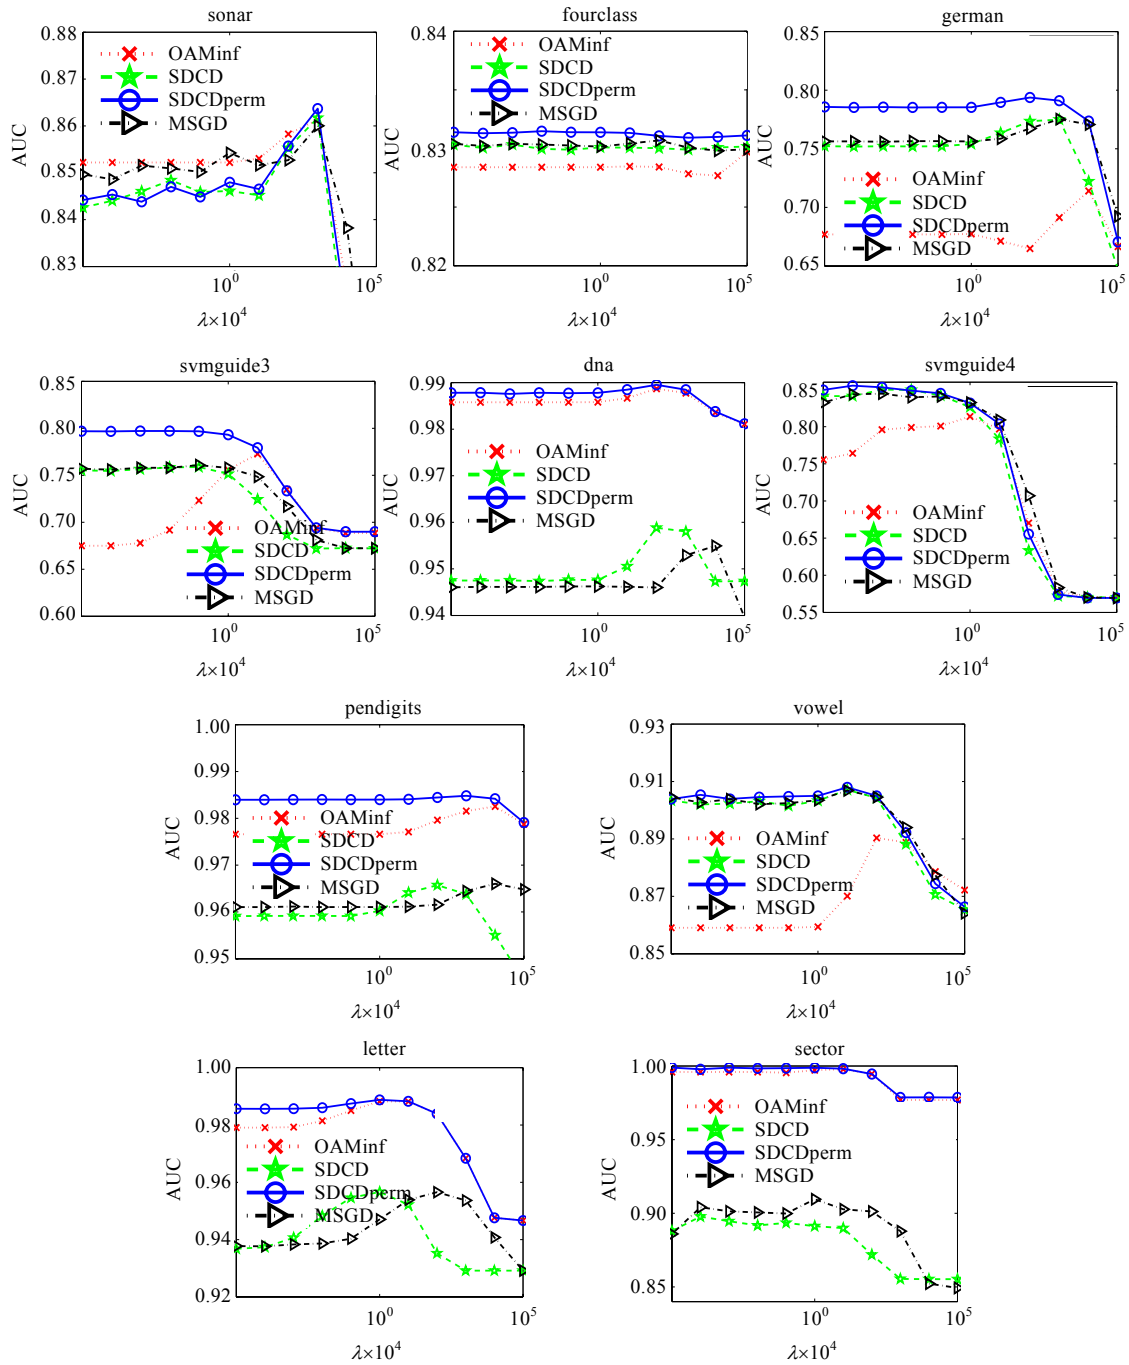 sonar
0.88
0.87
0.86
0.85
0.84
0.83
AUC
OAMinf
SDCD
SDCDperm
MSGD
10^0
10^5
λ×10^4
fourclass
0.84
0.83
0.82
AUC
OAMinf
SDCD
SDCDperm
MSGD
10^0
10^5
λ×10^4
german
0.85
0.80
0.75
0.70
0.65
AUC
OAMinf
SDCD
SDCDperm
MSGD
10^0
10^5
λ×10^4
svmguide3
0.85
0.80
0.75
0.70
0.65
0.60
AUC
OAMinf
SDCD
SDCDperm
MSGD
10^0
10^5
λ×10^4
dna
0.99
0.98
0.97
0.96
0.95
0.94
AUC
OAMinf
SDCD
SDCDperm
MSGD
10^0
10^5
λ×10^4
svmguide4
0.85
0.80
0.75
0.70
0.65
0.60
0.55
AUC
OAMinf
SDCD
SDCDperm
MSGD
10^0
10^5
λ×10^4
pendigits
1.00
0.99
0.98
0.97
0.96
0.95
AUC
OAMinf
SDCD
SDCDperm
MSGD
10^0
10^5
λ×10^4
vowel
0.93
0.91
0.89
0.87
0.85
AUC
OAMinf
SDCD
SDCDperm
MSGD
10^0
10^5
λ×10^4
letter
1.00
0.98
0.96
0.94
0.92
AUC
OAMinf
SDCD
SDCDperm
MSGD
10^0
10^5
λ×10^4
sector
1.00
0.95
0.90
0.85
AUC
OAMinf
SDCD
SDCDperm
MSGD
10^0
10^5
λ×10^4